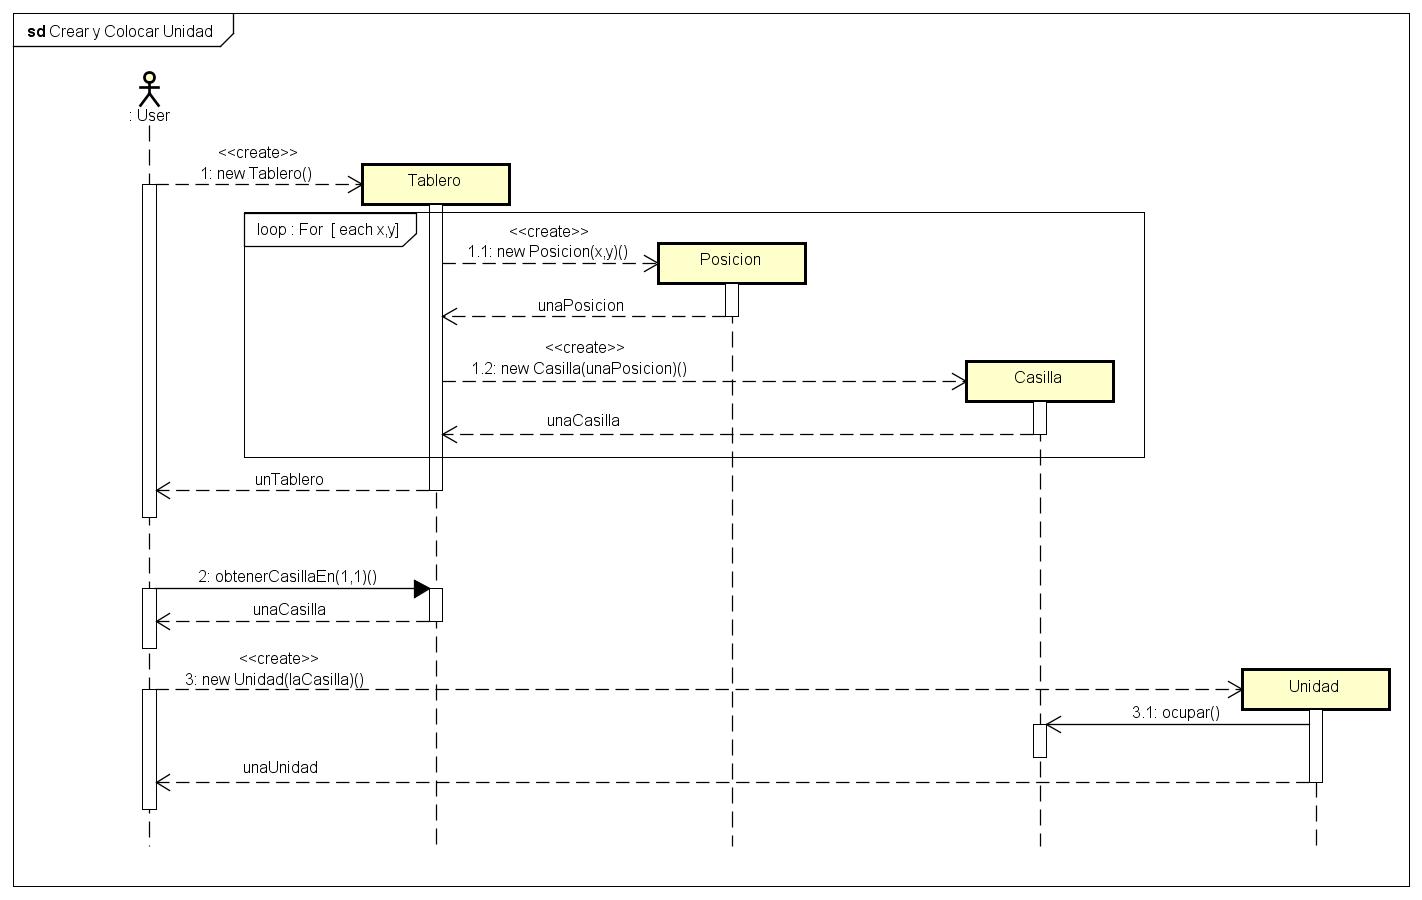 sd Crear y Colocar Unidad
: User
<<create>>
1: new Tablero()
Tablero
loop : For [ each x,y]
<<create>>
1.1: new Posicion(x,y)()
Posicion
unaPosicion
<<create>>
1.2: new Casilla(unaPosicion)()
Casilla
unaCasilla
unTablero
2: obtenerCasillaEn(1,1)()
unaCasilla
<<create>>
3: new Unidad(laCasilla)()
Unidad
3.1: ocupar()
unaUnidad